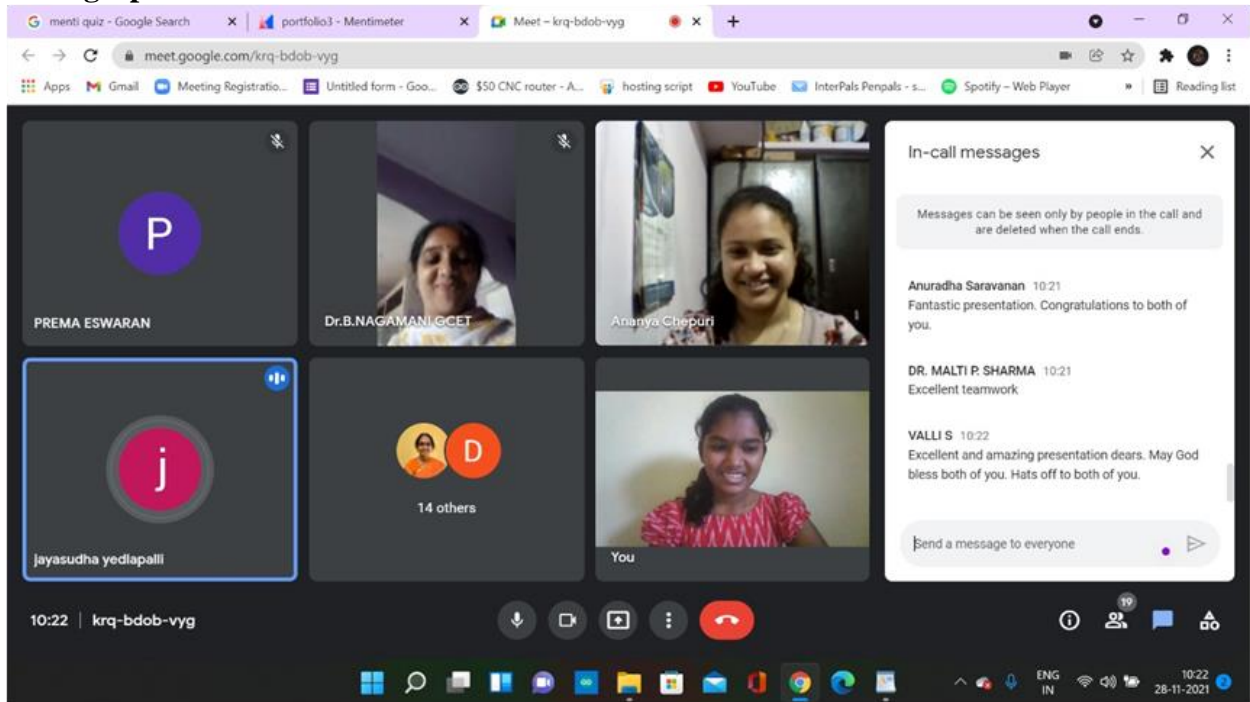 menti quiz - Google Search
portfolio3 - Mentimeter
Meet – krq-bdob-vyg
meet.google.com/krq-bdob-vyg
Apps
Gmail
Meeting Registratio...
Untitled form - Goo...
$50 CNC router - A...
hosting script
YouTube
InterPals Penpals - s...
Spotify – Web Player
»
Reading list
P
PREMA ESWARAN
Dr.B.NAGAMANI GCET
Ananya Chepuri
j
jayasudha yedlapalli
D
14 others
You
In-call messages
Messages can be seen only by people in the call and
are deleted when the call ends.
Anuradha Saravanan 10:21
Fantastic presentation. Congratulations to both of
you.
DR. MALTI P. SHARMA 10:21
Excellent teamwork
VALLI S 10:22
Excellent and amazing presentation dears. May God
bless both of you. Hats off to both of you.
Send a message to everyone
10:22 | krq-bdob-vyg
19
ENG
IN
10:22
28-11-2021
2